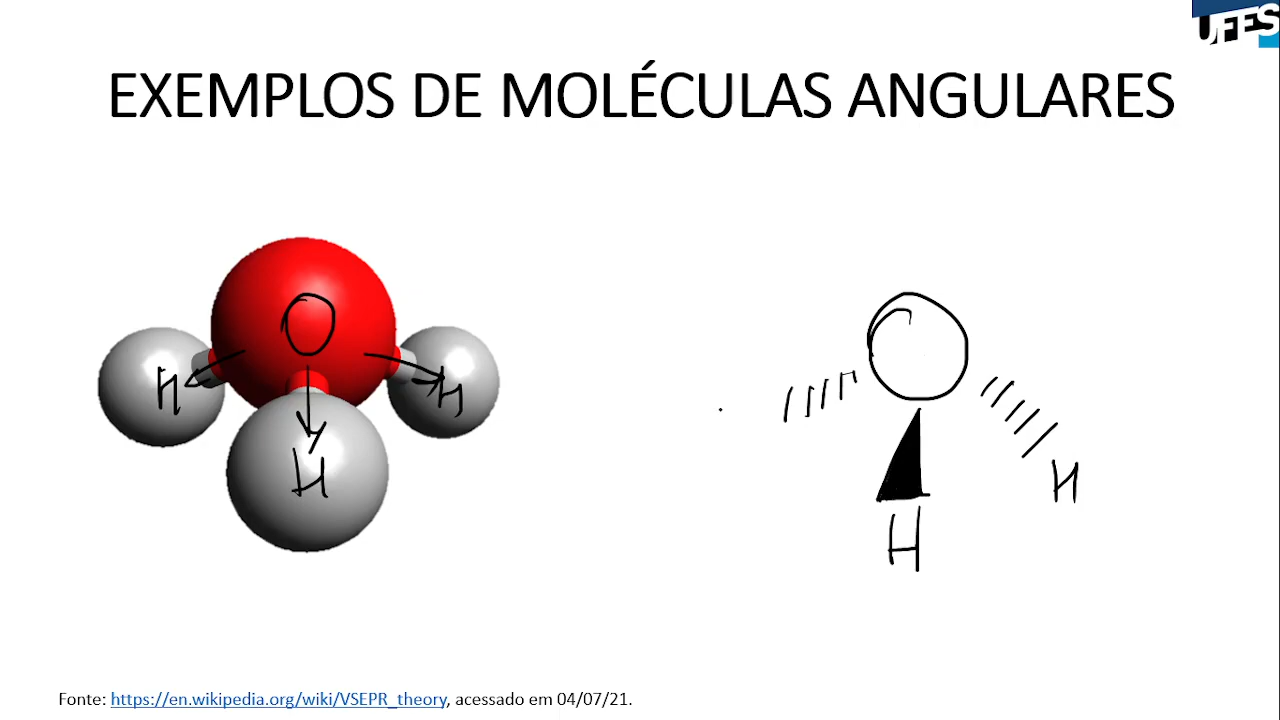 UFES
EXEMPLOS DE MOLÉCULAS ANGULARES
O
H
H
H
H
H
Fonte: https://en.wikipedia.org/wiki/VSEPR_theory, acessado em 04/07/21.